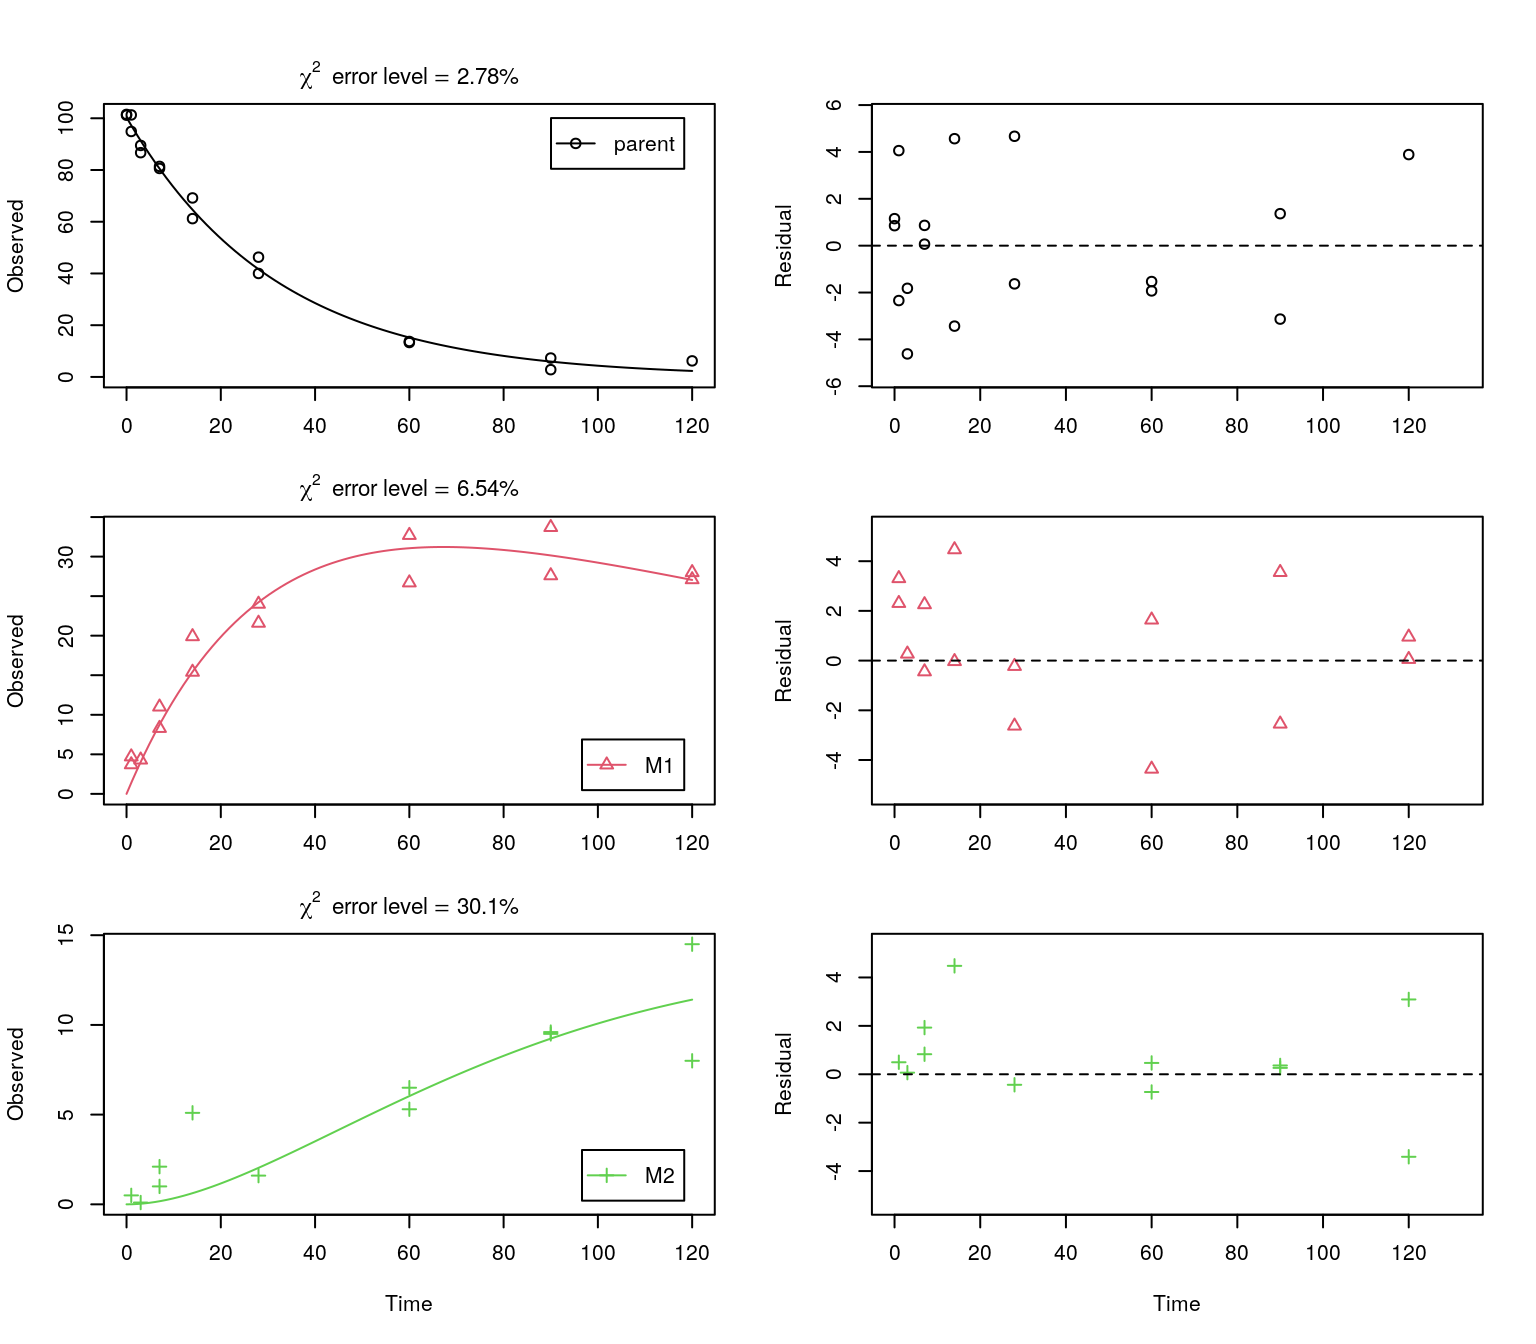 χ2 error level = 2.78%
Observed
0 20 40 60 80 100
parent
0 20 40 60 80 100 120
Residual
-6 -4 -2 0 2 4 6
0 20 40 60 80 100 120
χ2 error level = 6.54%
Observed
0 5 10 20 30
M1
0 20 40 60 80 100 120
Residual
-4 -2 0 2 4
0 20 40 60 80 100 120
χ2 error level = 30.1%
Observed
0 5 10 15
M2
0 20 40 60 80 100 120
Time
Residual
-4 -2 0 2 4
0 20 40 60 80 100 120
Time